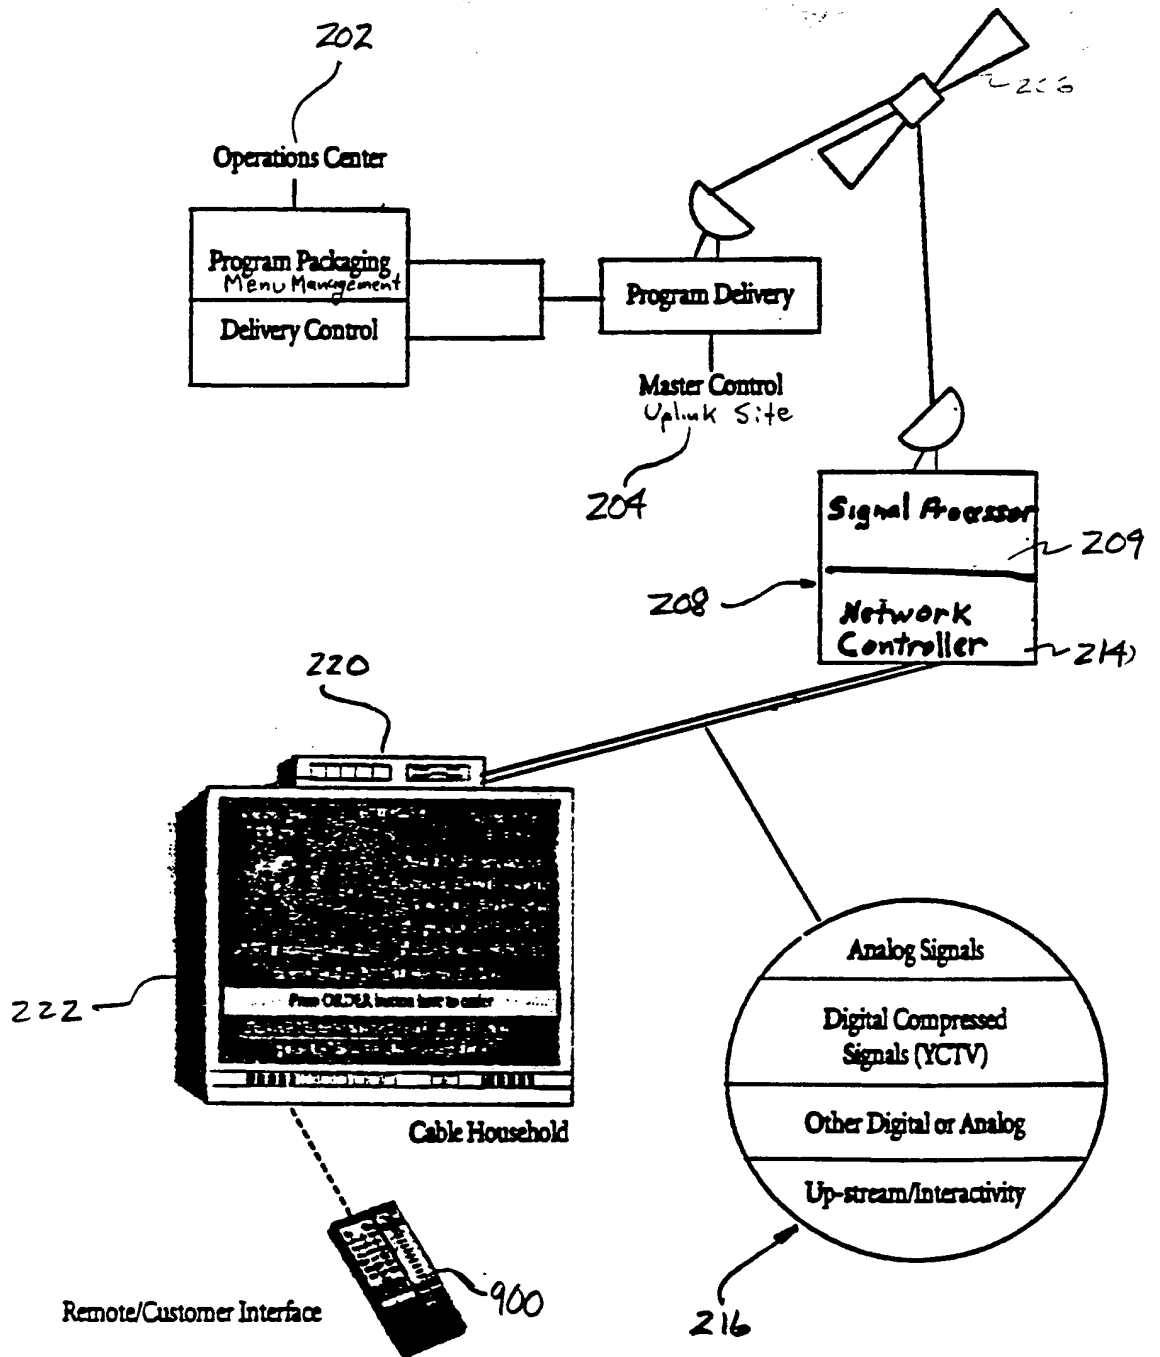 202
206
Operations Center
Program Packaging
Menu Management
Delivery Control
Program Delivery
Master Control
Uplink Site
204
Signal Processor
209
208
Network
Controller
214
220
222
Press ORDER button here to order
Cable Household
Analog Signals
Digital Compressed
Signals (YCTV)
Other Digital or Analog
Up-stream/Interactivity
216
900
Remote/Customer Interface